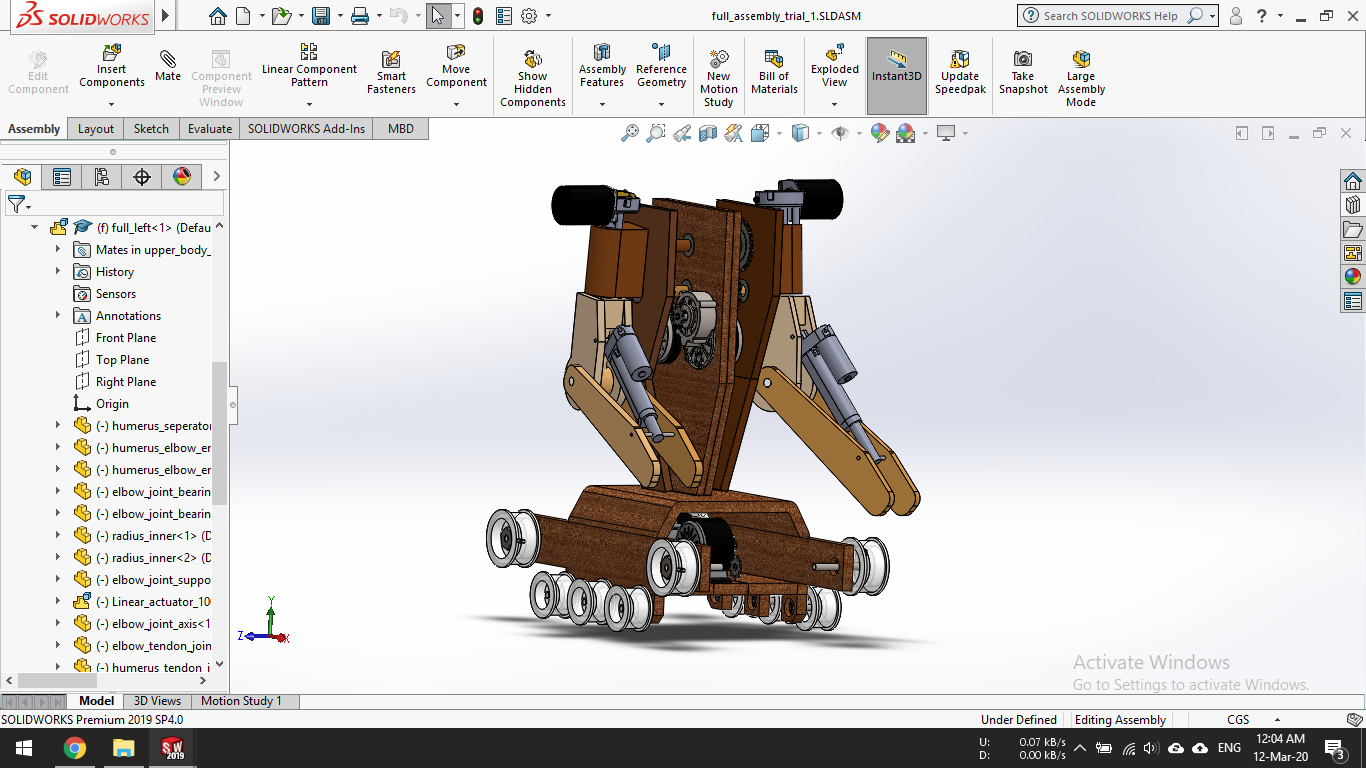 SOLIDWORKS
full_assembly_trial_1.SLDASM
Search SOLIDWORKS Help
?
Edit
Component
Insert
Components
Mate
Component
Preview
Window
Linear Component
Pattern
Smart
Fasteners
Move
Component
Show
Hidden
Components
Assembly
Features
Reference
Geometry
New
Motion
Study
Bill of
Materials
Exploded
View
Instant3D
Update
Speedpak
Take
Snapshot
Large
Assembly
Mode
Assembly
Layout
Sketch
Evaluate
SOLIDWORKS Add-Ins
MBD
(f) full_left<1> (Defau
Mates in upper_body_
History
Sensors
Annotations
Front Plane
Top Plane
Right Plane
Origin
(-) humerus_seperator
(-) humerus_elbow_er
(-) humerus_elbow_er
(-) elbow_joint_bearin
(-) elbow_joint_bearin
(-) radius_inner<1> (D
(-) radius_inner<2> (D
(-) elbow_joint_suppo
(-) Linear_actuator_10
(-) elbow_joint_axis<1
(-) elbow_tendon_join
(-) humerus_tendon_j
Y
Z
X
Activate Windows
Go to Settings to activate Windows.
Model
3D Views
Motion Study 1
SOLIDWORKS Premium 2019 SP4.0
Under Defined
Editing Assembly
CGS
SW
2019
U: 0.07 kB/s
D: 0.00 kB/s
ENG
12:04 AM
12-Mar-20
3